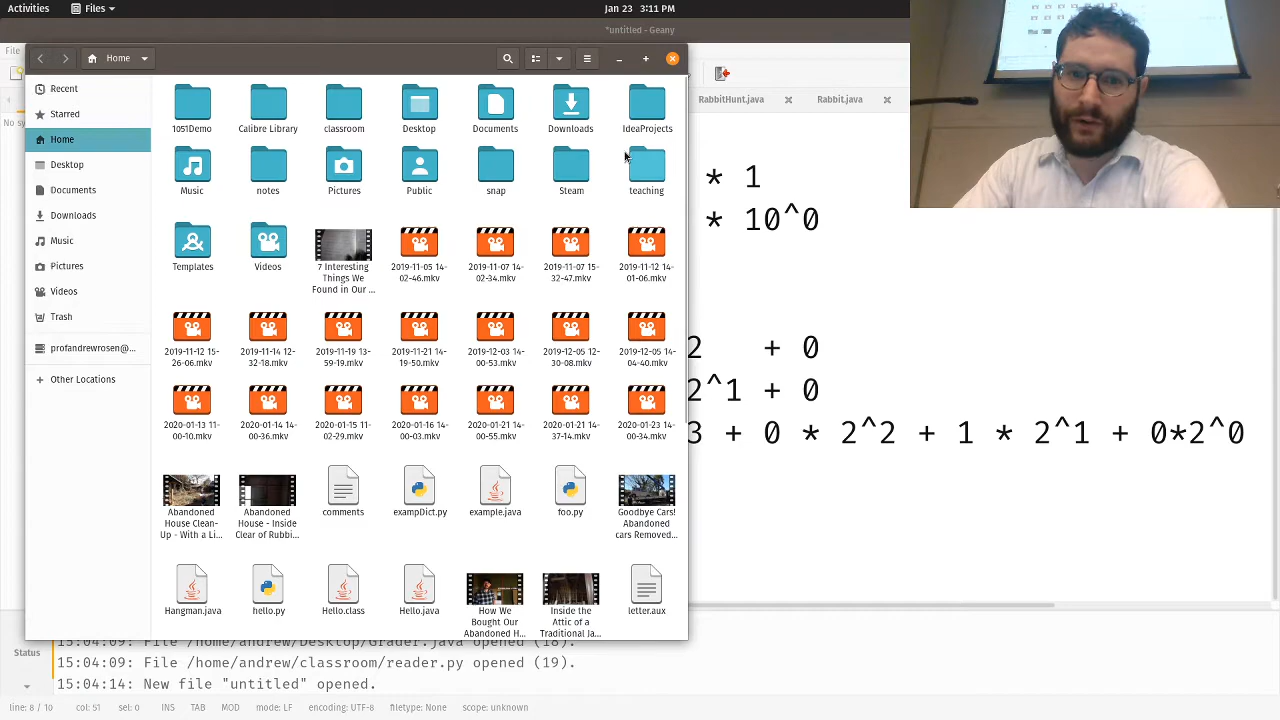 Activities
Files
Jan 23 3:11 PM
*untitled - Geany
File
Home
RabbitHunt.java
Rabbit.java
No sy
Recent
Starred
Home
Desktop
Documents
Downloads
Music
Pictures
Videos
Trash
profandrewrosen@...
Other Locations
1051Demo
Calibre Library
classroom
Desktop
Documents
Downloads
IdeaProjects
Music
notes
Pictures
Public
snap
Steam
teaching
Templates
Videos
7 Interesting
Things We
Found in Our ...
2019-11-05 14-
02-46.mkv
2019-11-07 14-
02-34.mkv
2019-11-07 15-
32-47.mkv
2019-11-12 14-
01-06.mkv
2019-11-12 15-
26-06.mkv
2019-11-14 12-
32-18.mkv
2019-11-19 13-
59-19.mkv
2019-11-21 14-
19-50.mkv
2019-12-03 14-
00-53.mkv
2019-12-05 12-
30-08.mkv
2019-12-05 14-
04-40.mkv
2020-01-13 11-
00-10.mkv
2020-01-14 14-
00-36.mkv
2020-01-15 11-
02-29.mkv
2020-01-16 14-
00-03.mkv
2020-01-21 14-
00-55.mkv
2020-01-21 14-
37-14.mkv
2020-01-23 14-
00-34.mkv
Abandoned
House Clean-
Up - With a Li...
Abandoned
House - Inside
Clear of Rubbi...
comments
exampDict.py
example.java
foo.py
Goodbye Cars!
Abandoned
cars Removed...
Hangman.java
hello.py
Hello.class
Hello.java
How We
Bought Our
Abandoned H...
Inside the
Attic of a
Traditional Ja...
letter.aux
* 1
* 10^0
2 + 0
2^1 + 0
3 + 0 * 2^2 + 1 * 2^1 + 0*2^0
Status
15:04:09: File /home/andrew/Desktop/Grader.java opened (18).
15:04:09: File /home/andrew/classroom/reader.py opened (19).
15:04:14: New file "untitled" opened.
line: 8 / 10 col: 51 sel: 0 INS TAB MOD mode: LF encoding: UTF-8 filetype: None scope: unknown